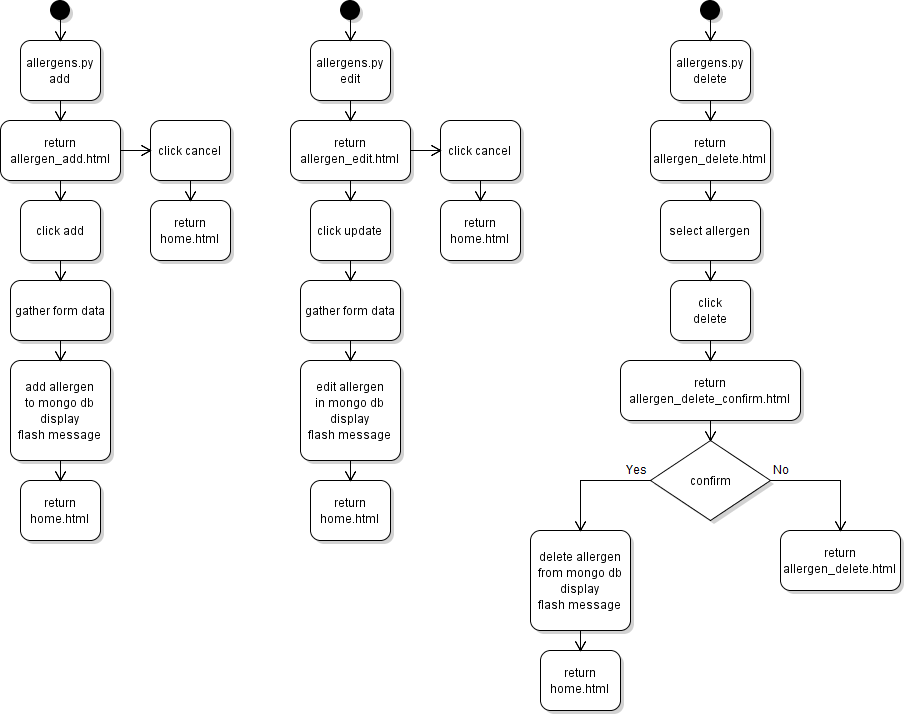 allergens.py
add
return
allergen_add.html
click cancel
return
home.html
click add
gather form data
add allergen
to mongo db
display
flash message
return
home.html
allergens.py
edit
return
allergen_edit.html
click cancel
return
home.html
click update
gather form data
edit allergen
in mongo db
display
flash message
return
home.html
allergens.py
delete
return
allergen_delete.html
select allergen
click
delete
return
allergen_delete_confirm.html
confirm
Yes
No
delete allergen
from mongo db
display
flash message
return
home.html
return
allergen_delete.html